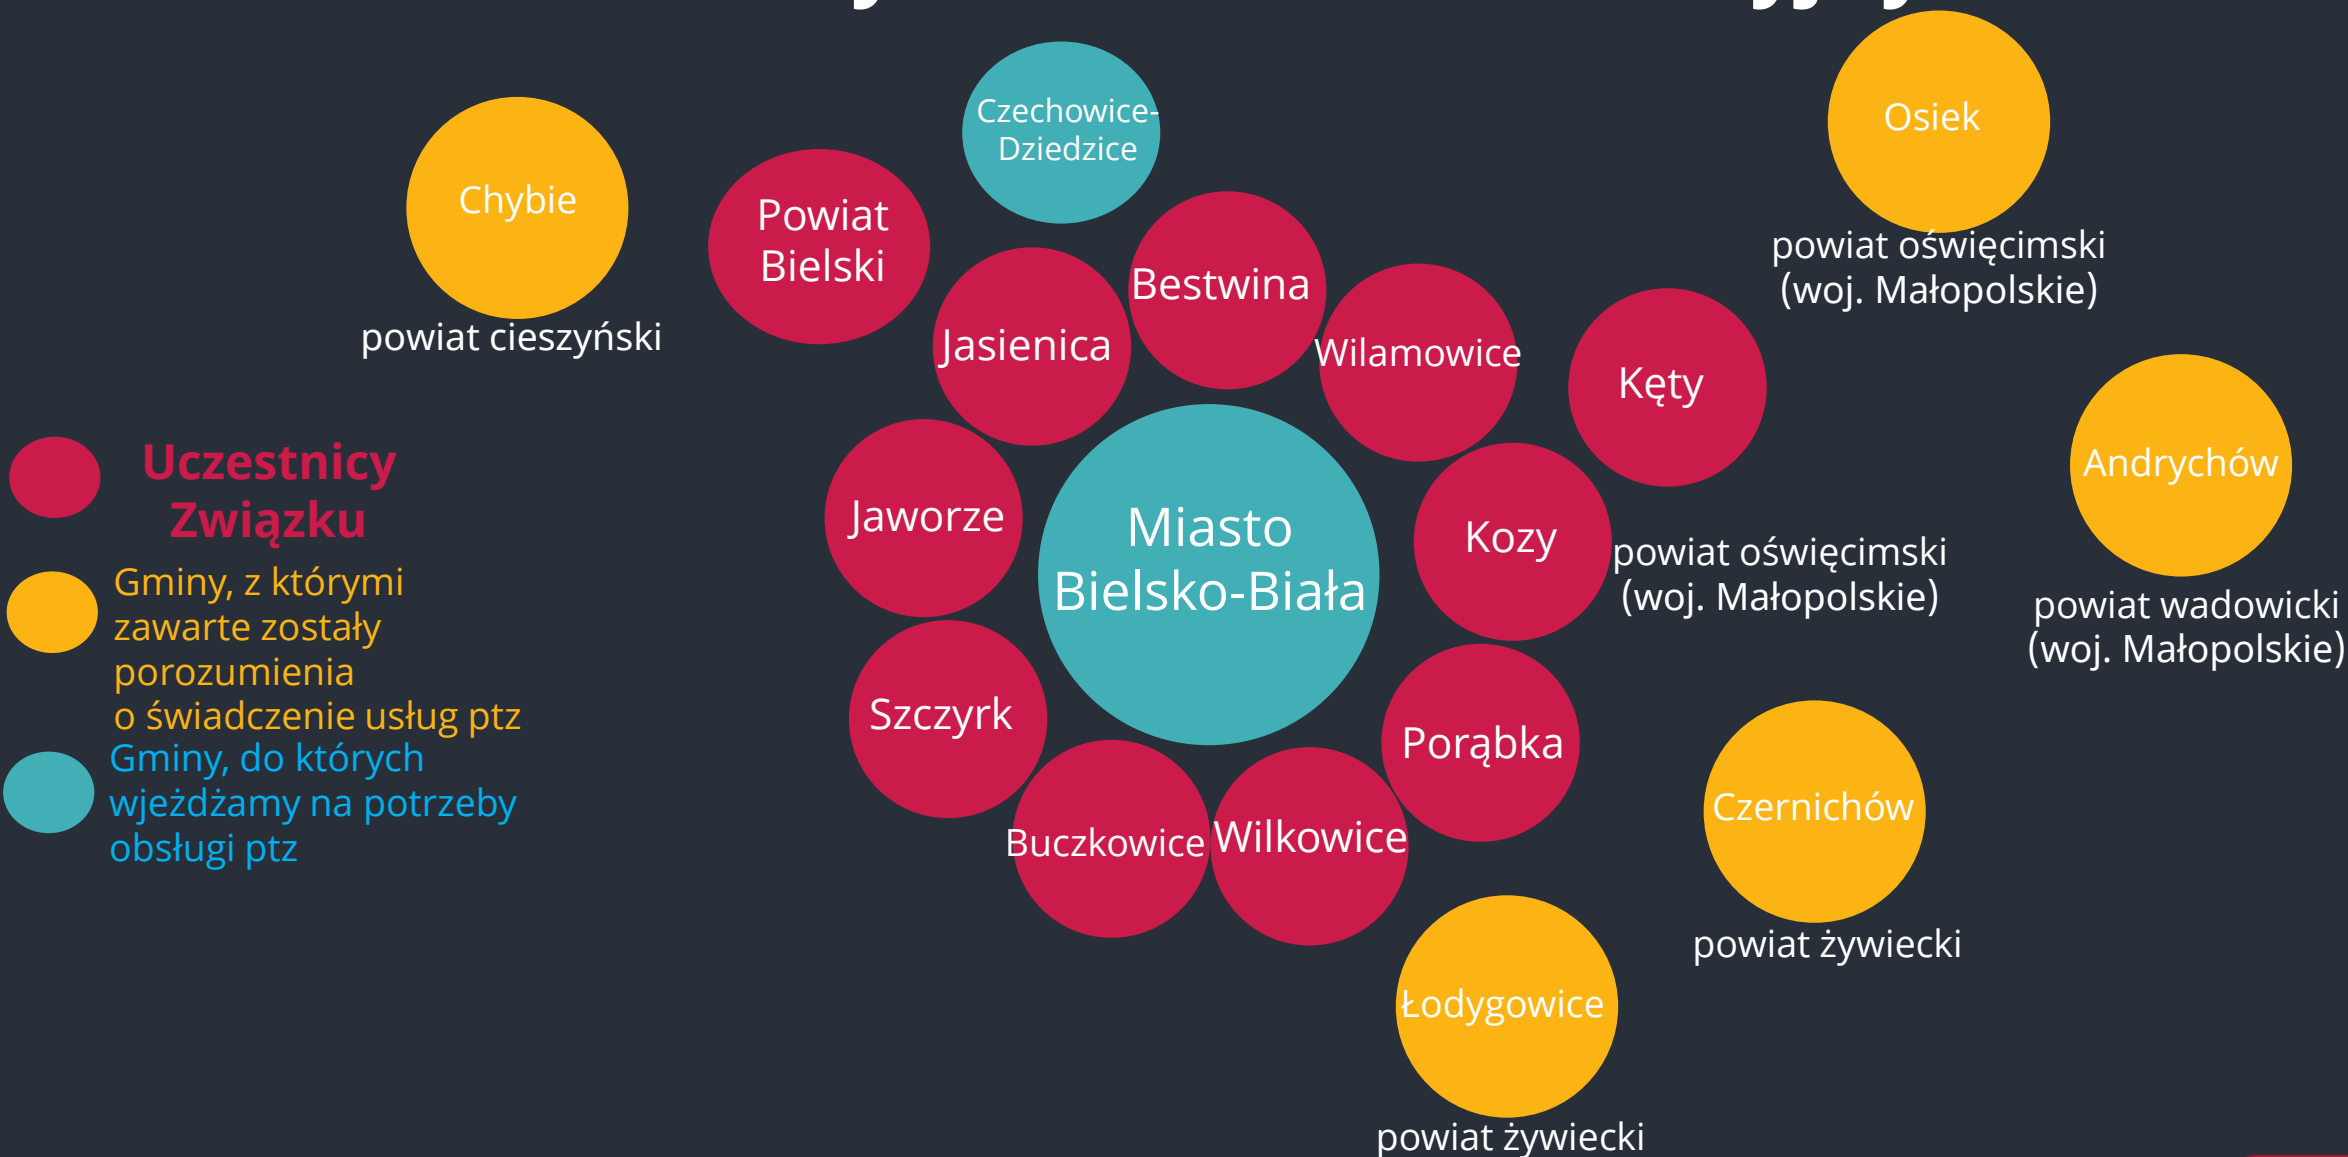 Czechowice-
Dziedzice
Osiek
powiat oświęcimski
(woj. Małopolskie)
Chybie
powiat cieszyński
Powiat
Bielski
Bestwina
Jasienica
Wilamowice
Kęty
powiat oświęcimski
(woj. Małopolskie)
Andrychów
powiat wadowicki
(woj. Małopolskie)
Jaworze
Miasto
Bielsko-Biała
Kozy
Szczyrk
Porąbka
Buczkowice
Wilkowice
Czernichów
powiat żywiecki
Łodygowice
powiat żywiecki
Uczestnicy
Związku
Gminy, z którymi
zawarte zostały
porozumienia
o świadczenie usług ptz
Gminy, do których
wjeżdżamy na potrzeby
obsługi ptz